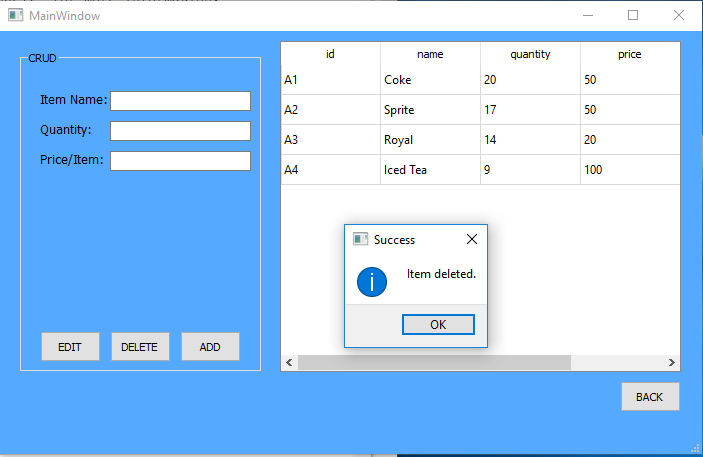 MainWindow
CRUD
Item Name:
Quantity:
Price/Item:
EDIT DELETE ADD
id name quantity price
A1 Coke 20 50
A2 Sprite 17 50
A3 Royal 14 20
A4 Iced Tea 9 100
Success
Item deleted.
OK
BACK